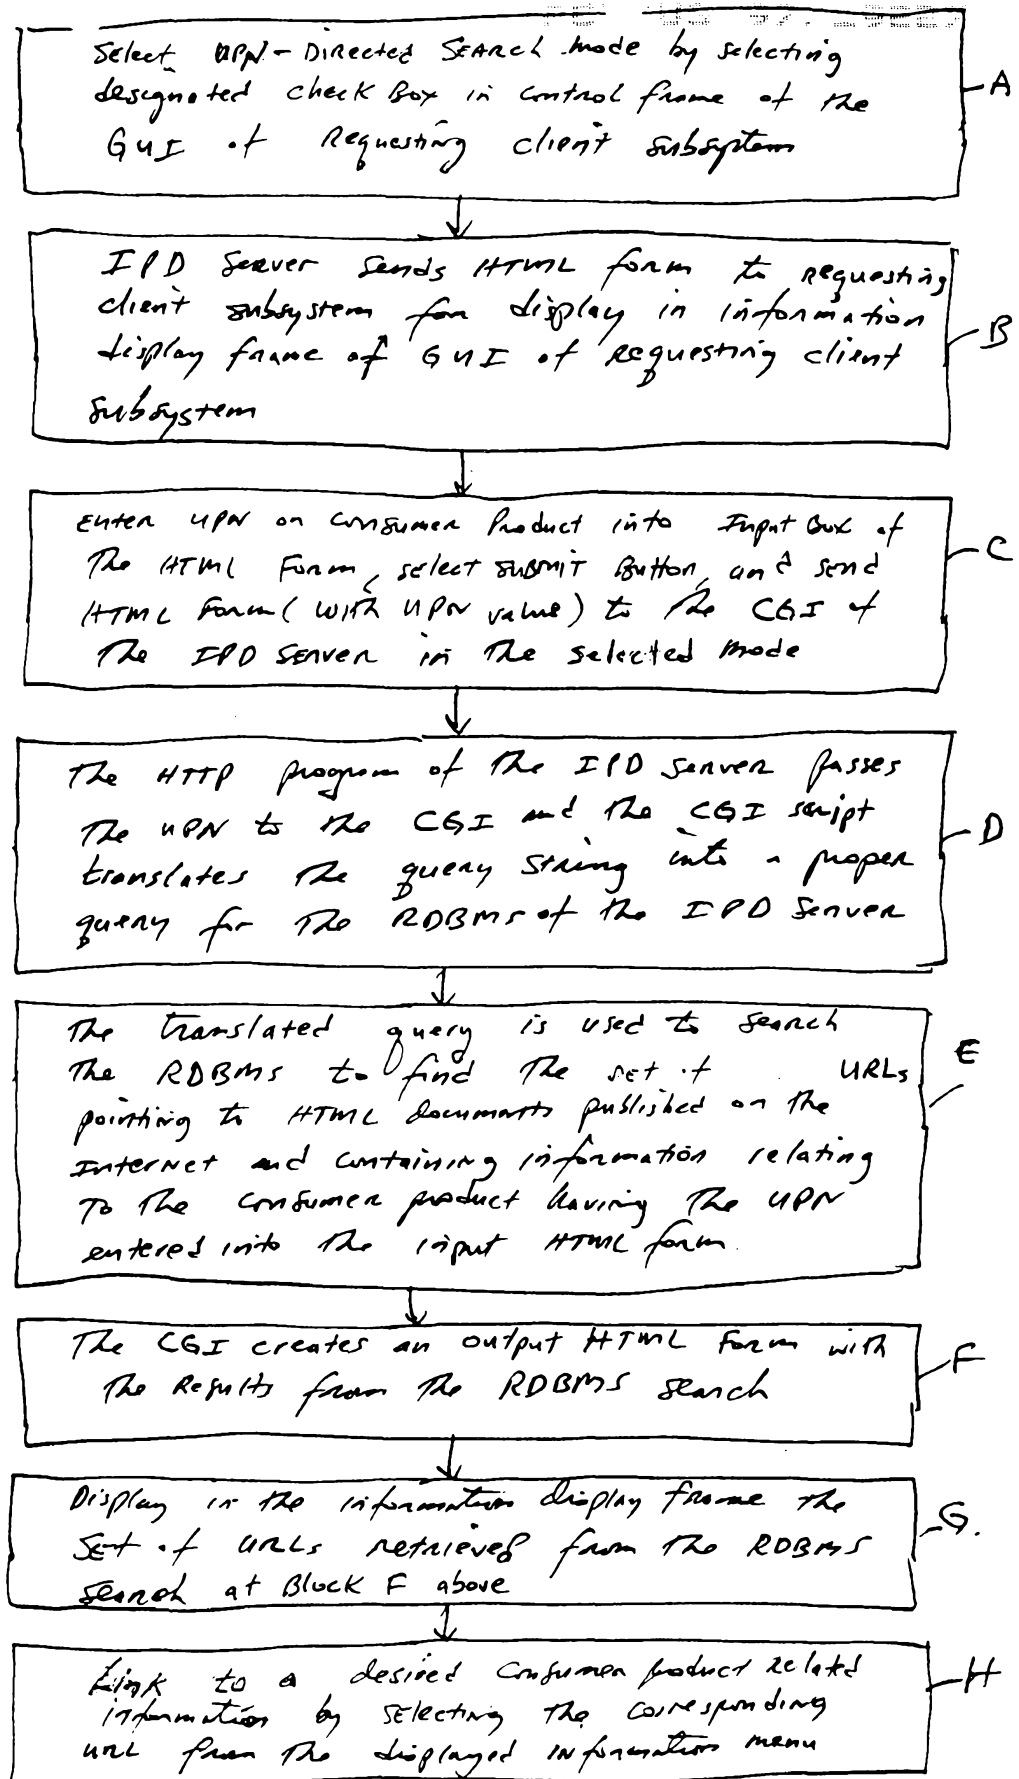 Select UPN-Directed Search mode by selecting
designated check Box in control frame of the
GUI of Requesting client subsystem
A
IPD Server Sends HTML form to requesting
client subsystem for display in information
display frame of GUI of requesting client
subsystem
B
Enter UPN on Consumer Product into Input Box of
The HTML Form, select SUBMIT Button, and send
HTML Form (with UPN value) to the CGI of
The IPD Server in the selected mode
C
The HTTP program of the IPD Server passes
The UPN to the CGI and the CGI script
translates the query string into a proper
query for the RDBMS of the IPD Server
D
The translated query is used to search
the RDBMS to find the set of URLs
pointing to HTML documents published on the
Internet and containing information relating
To the consumer product having the UPN
entered into the input HTML form.
E
The CGI creates an output HTML Form with
the Results from the RDBMS search
F
Display in the information display frame the
Set of URLs retrieved from the RDBMS
search at Block F above
G.
Link to a desired consumer product related
information by selecting the corresponding
URL from the displayed information menu
H